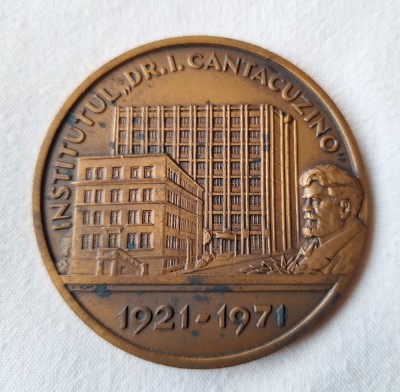 INSTITUTUL „DR. I. CANTACUZINO”
1921-1971